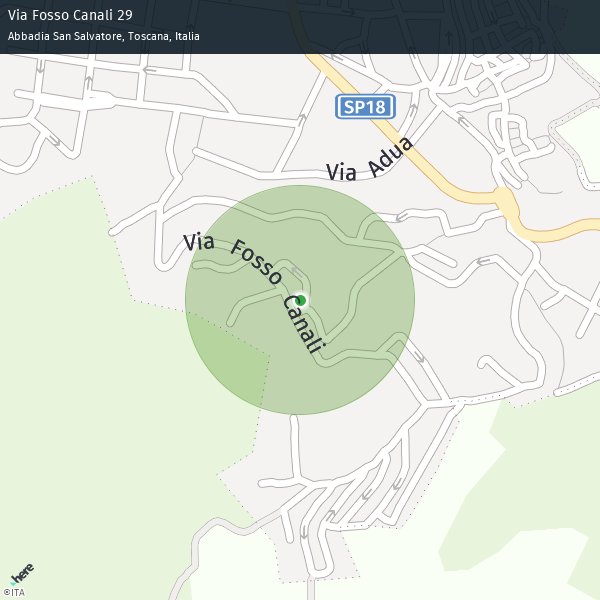 Via Fosso Canali 29
Abbadia San Salvatore, Toscana, Italia
SP18
Via Adua
Via Fosso Canali
here
©ITA